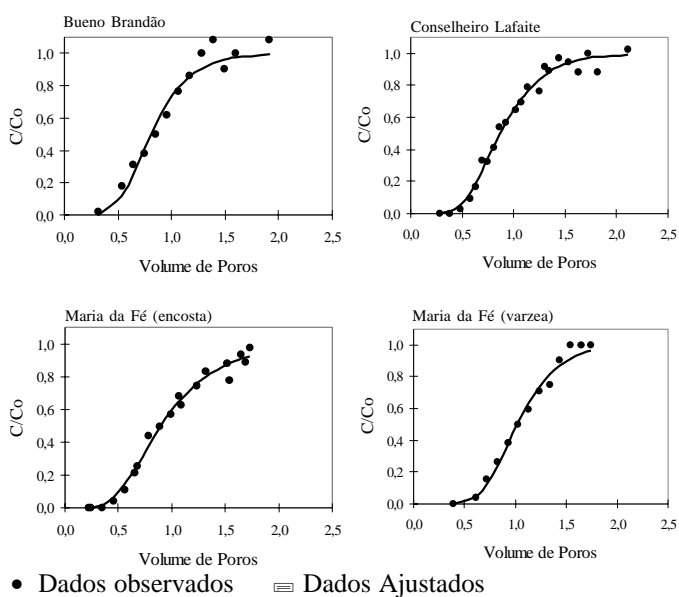 Bueno Brandão
C/Co
1,0
0,8
0,6
0,4
0,2
0,0
0,0 0,5 1,0 1,5 2,0 2,5
Volume de Poros
Conselheiro Lafaite
C/Co
1,0
0,8
0,6
0,4
0,2
0,0
0,0 0,5 1,0 1,5 2,0 2,5
Volume de Poros
Maria da Fé (encosta)
C/Co
1,0
0,8
0,6
0,4
0,2
0,0
0,0 0,5 1,0 1,5 2,0 2,5
Volume de Poros
Maria da Fé (varzea)
C/Co
1,0
0,8
0,6
0,4
0,2
0,0
0,0 0,5 1,0 1,5 2,0 2,5
Volume de Poros
• Dados observados Dados Ajustados